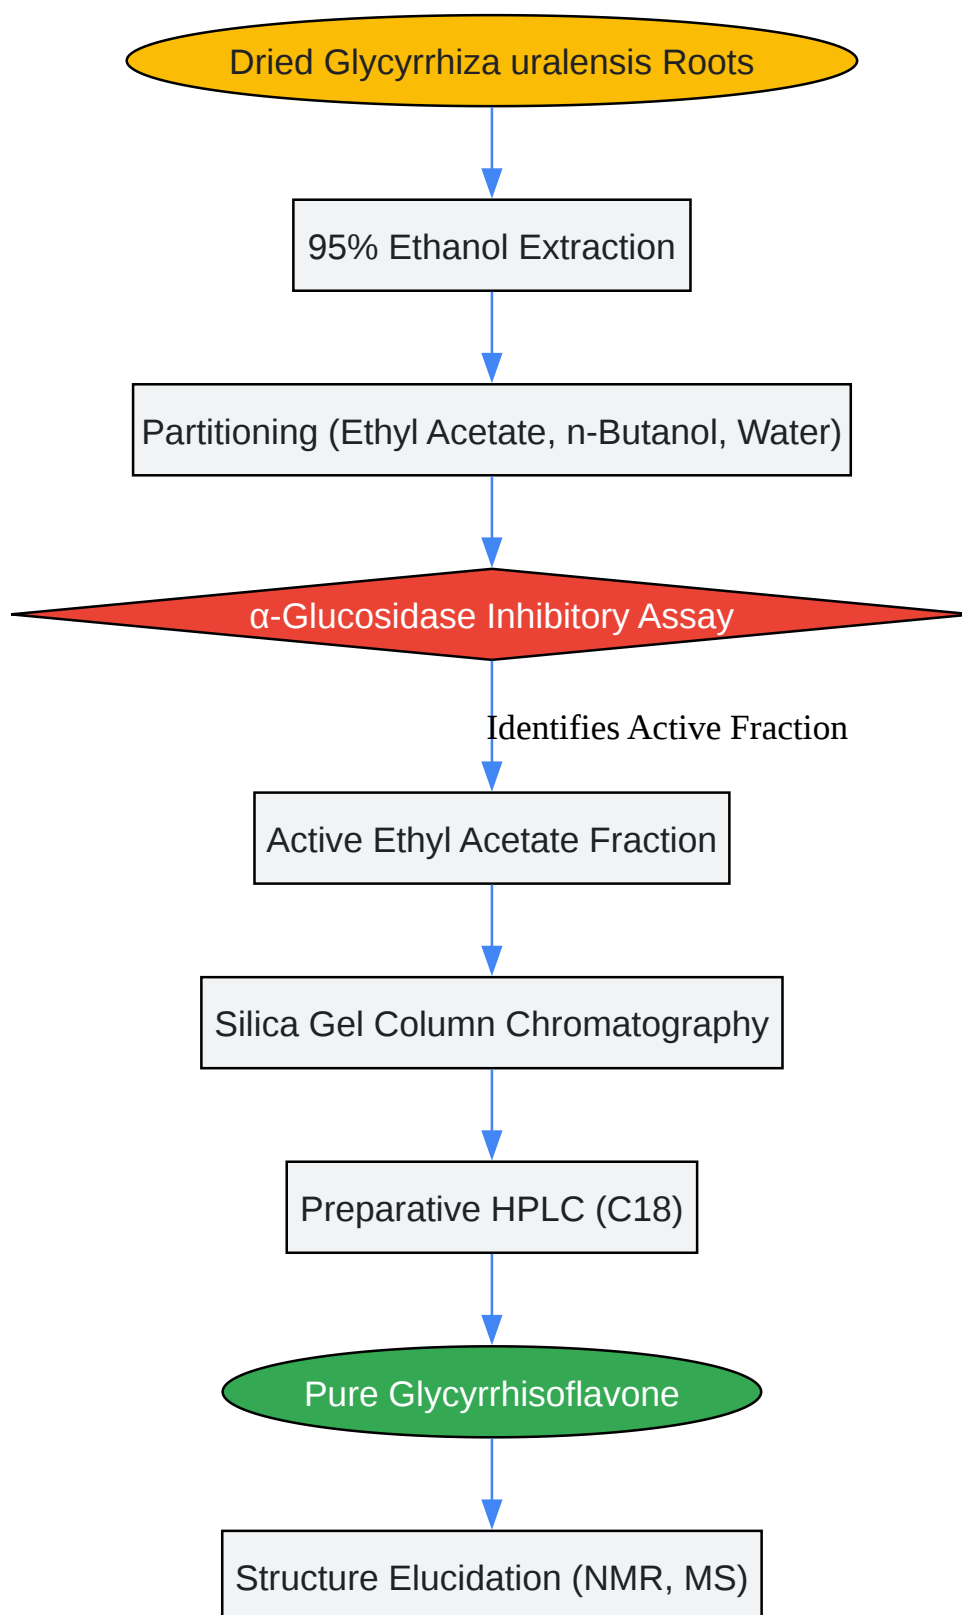 Dried Glycyrrhiza uralensis Roots
95% Ethanol Extraction
Partitioning (Ethyl Acetate, n-Butanol, Water)
α-Glucosidase Inhibitory Assay
Identifies Active Fraction
Active Ethyl Acetate Fraction
Silica Gel Column Chromatography
Preparative HPLC (C18)
Pure Glycyrrhisoflavone
Structure Elucidation (NMR, MS)